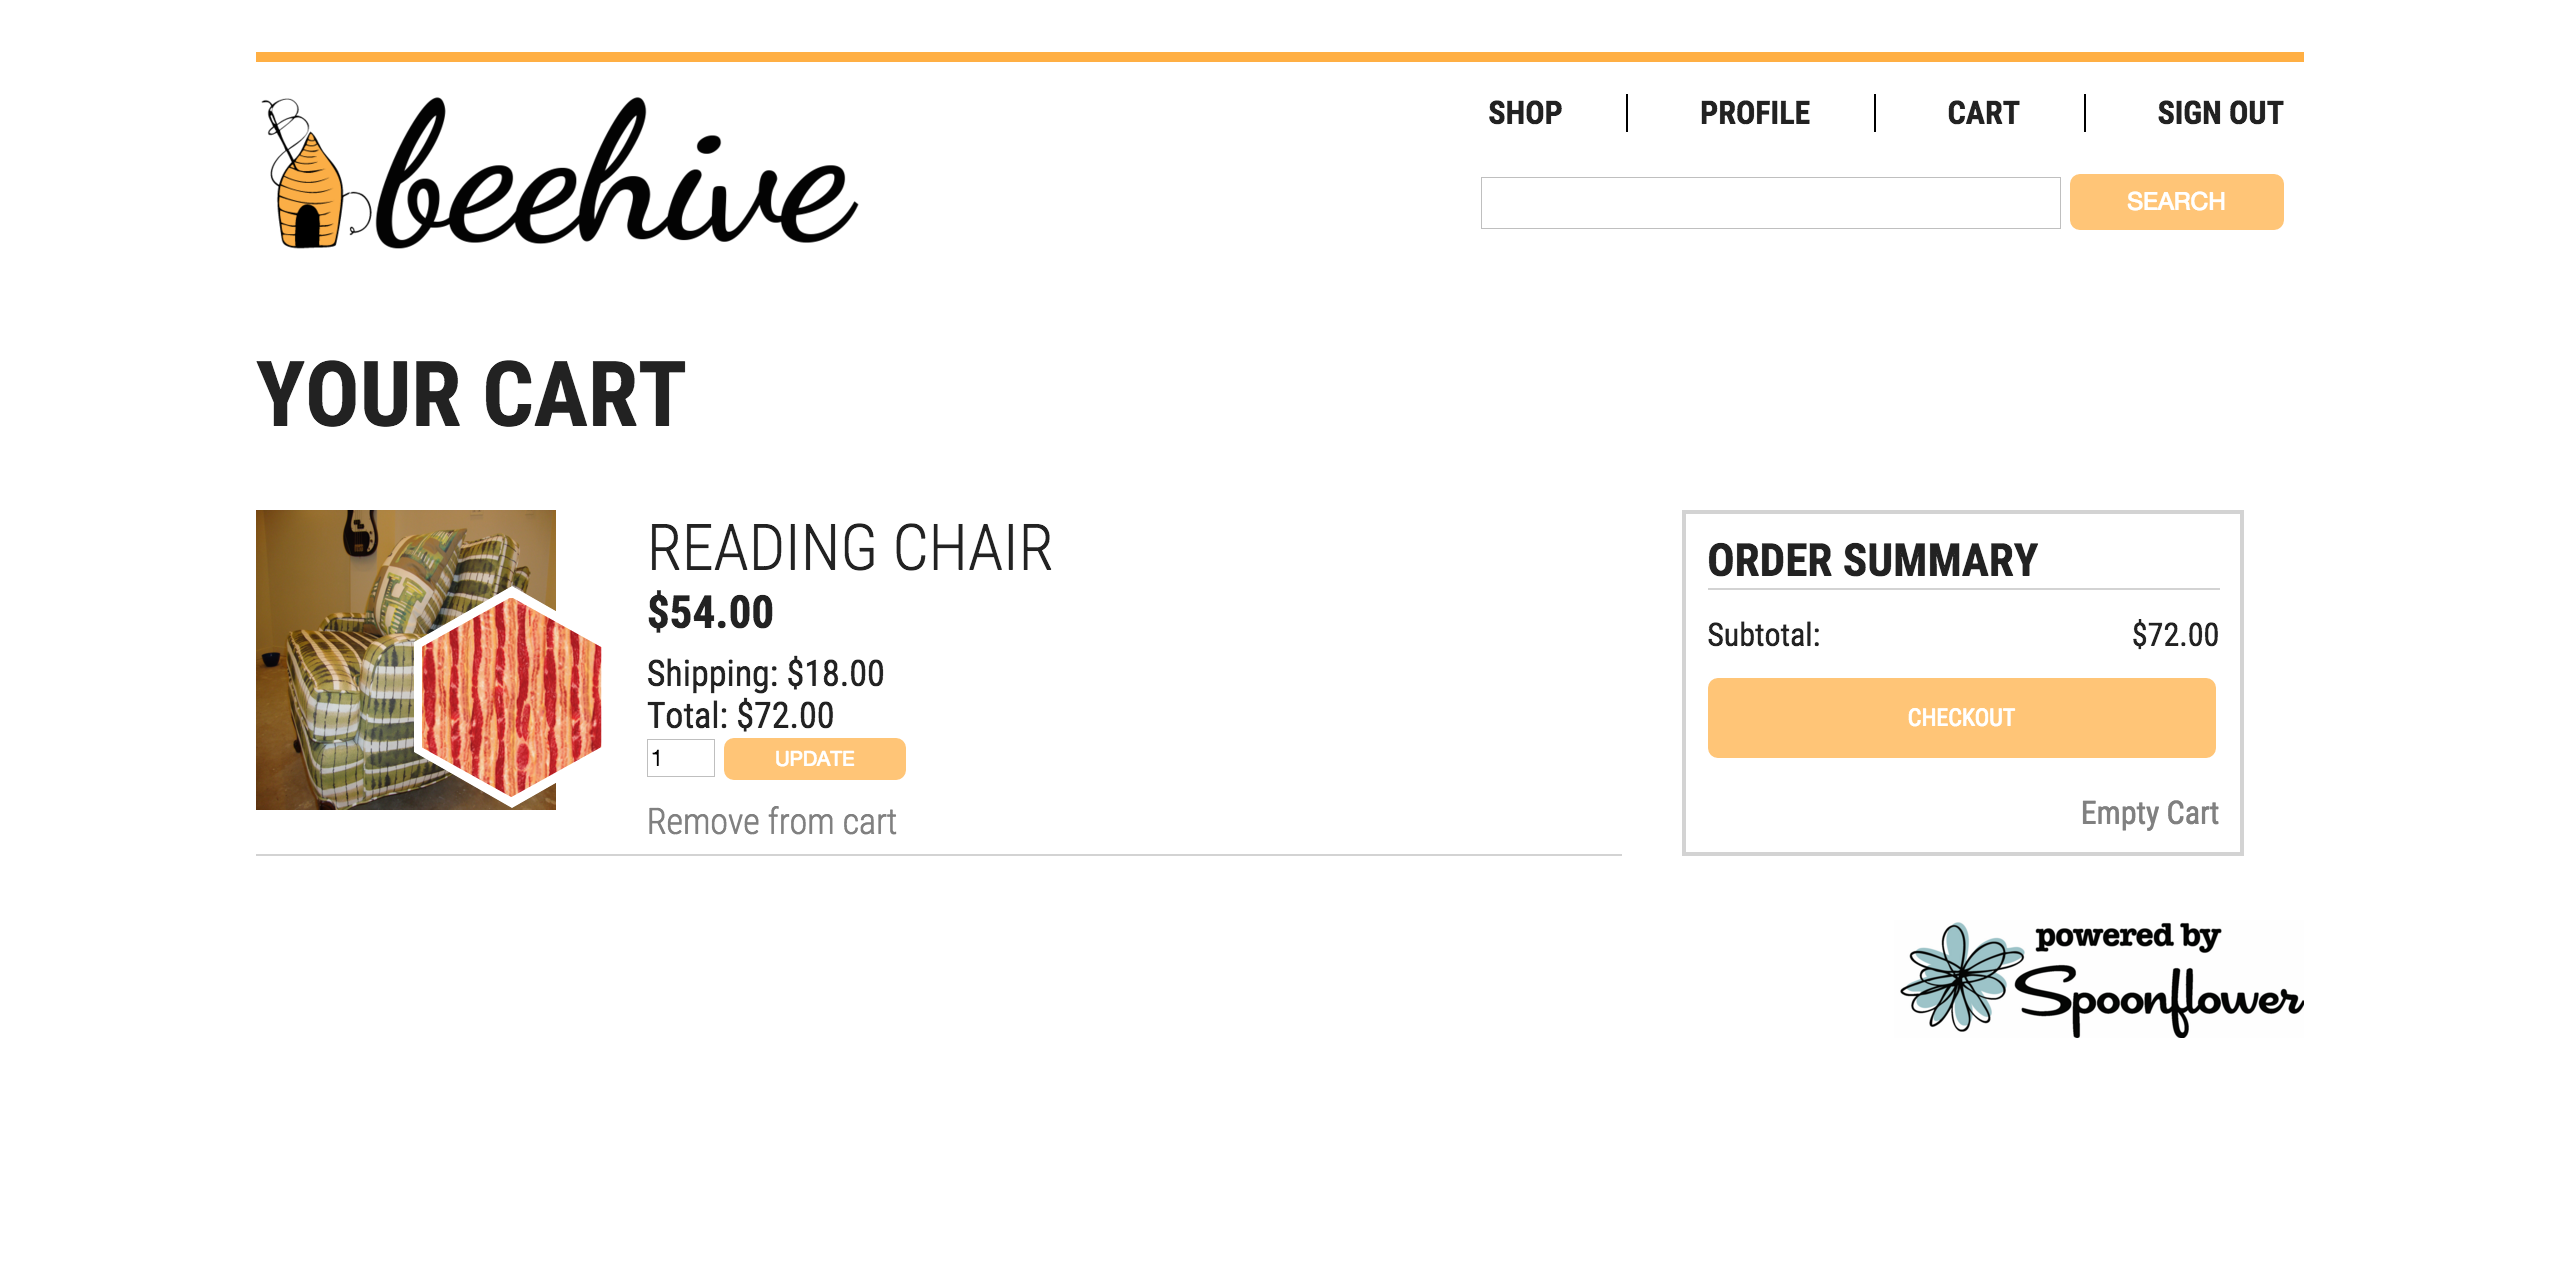 beehive
SHOP PROFILE CART SIGN OUT
SEARCH
YOUR CART
READING CHAIR
$54.00
Shipping: $18.00
Total: $72.00
1 UPDATE
Remove from cart
ORDER SUMMARY
Subtotal: $72.00
CHECKOUT
Empty Cart
powered by
Spoonflower